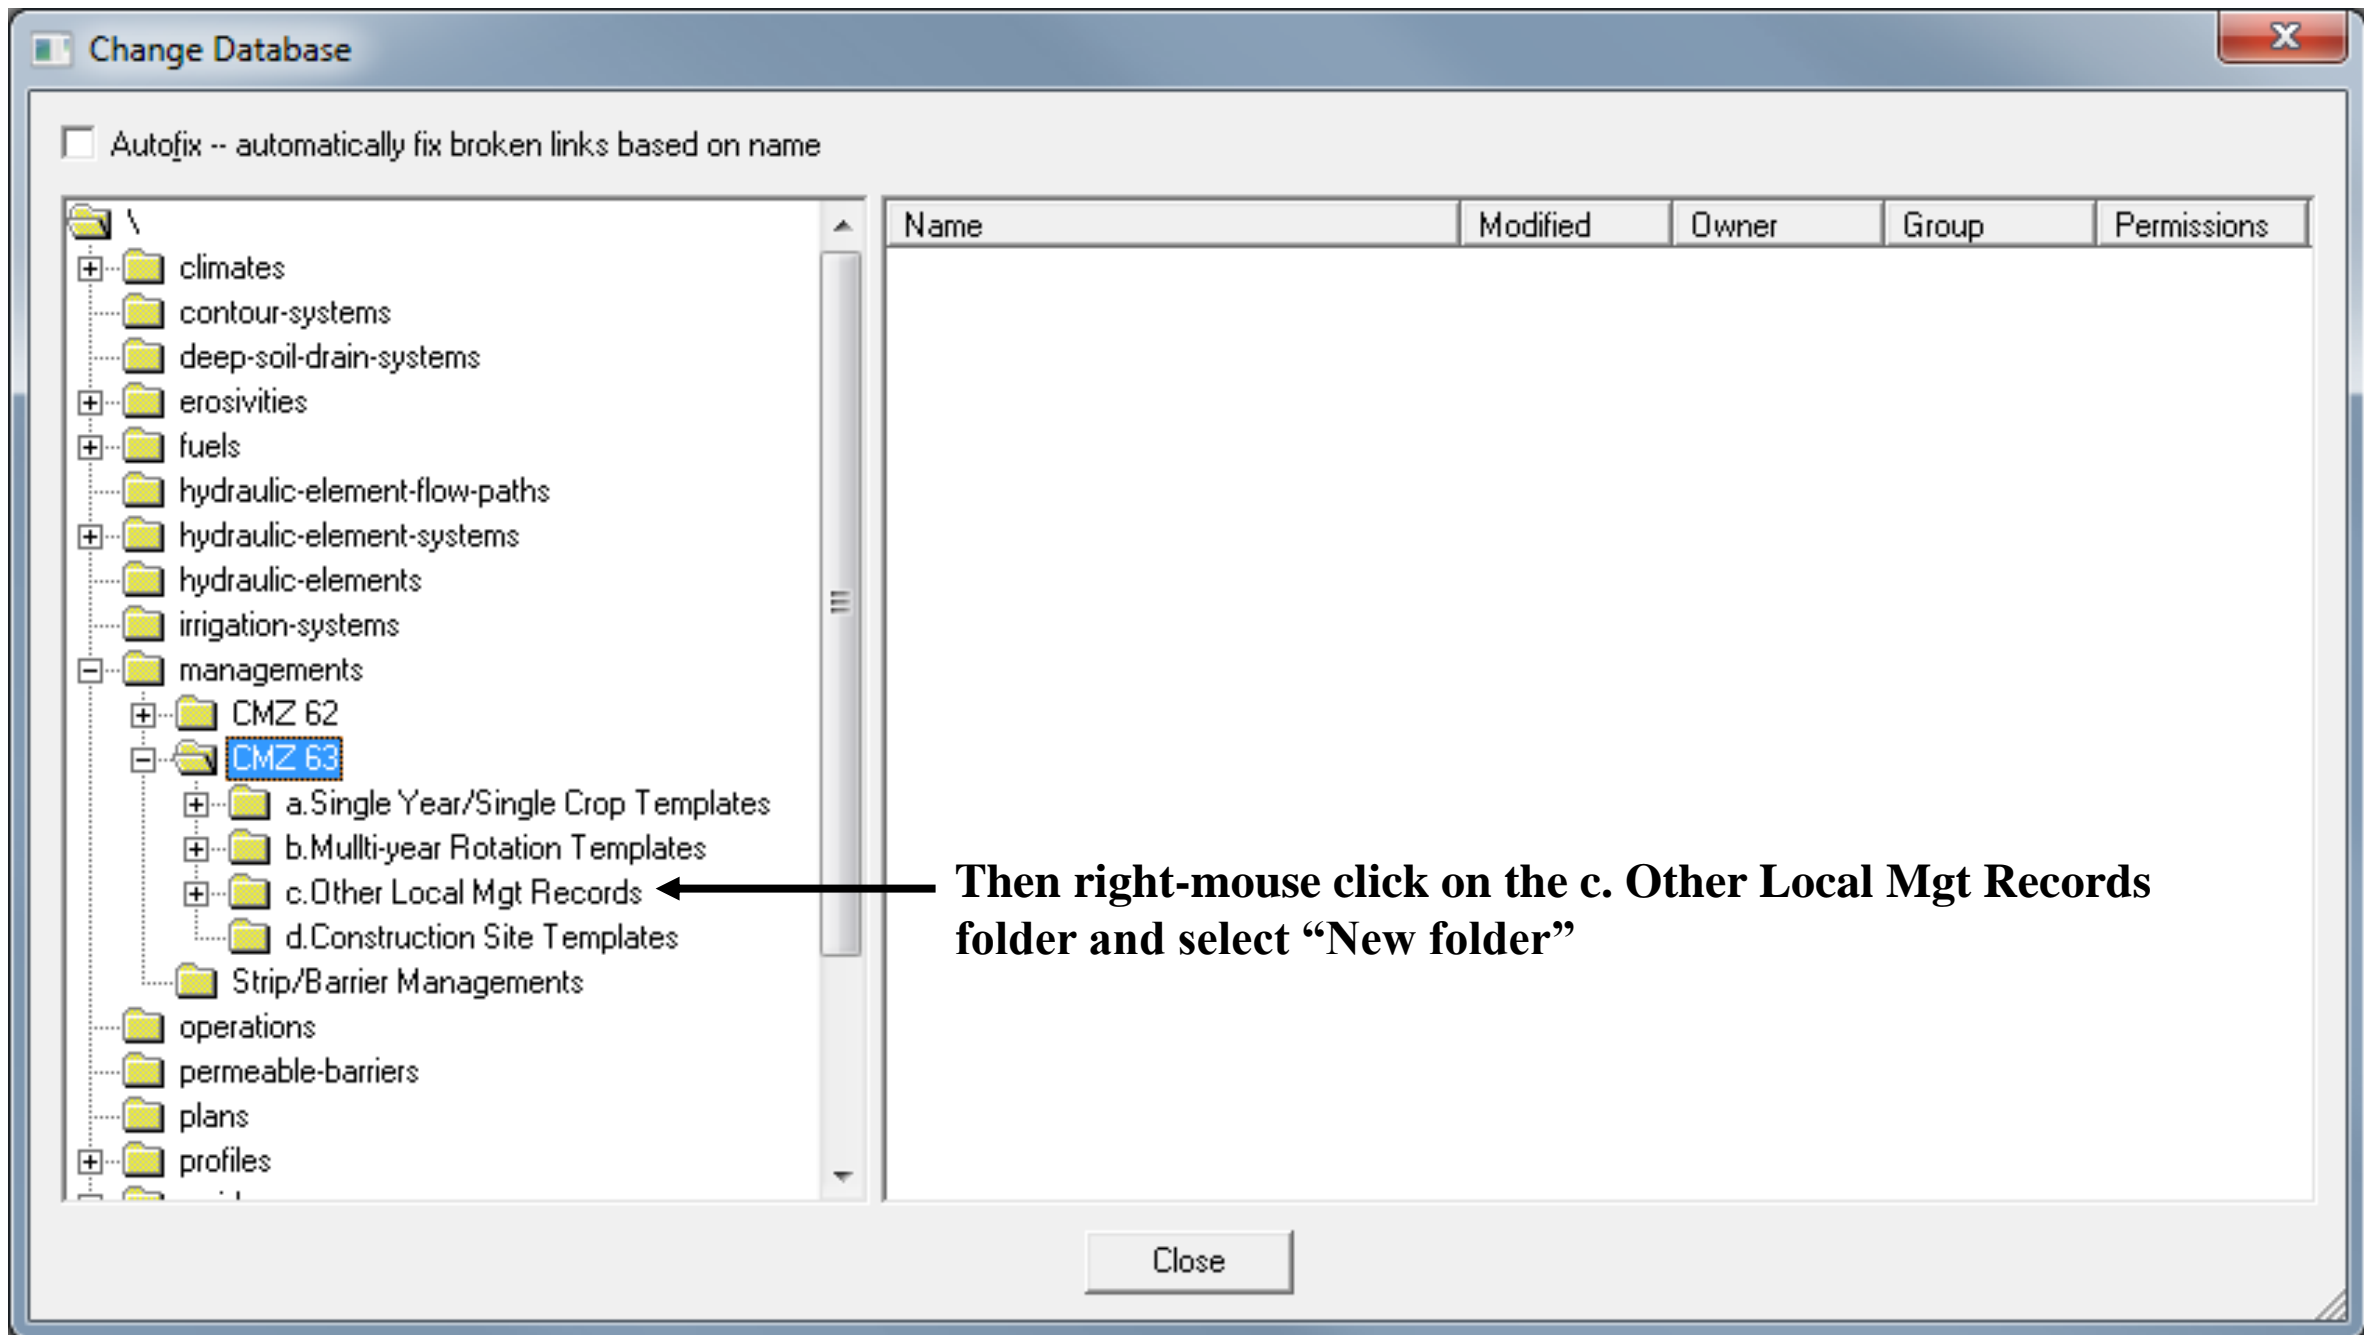 Change Database
Autofix -- automatically fix broken links based on name
\
climates
contour-systems
deep-soil-drain-systems
erosivities
fuels
hydraulic-element-flow-paths
hydraulic-element-systems
hydraulic-elements
irrigation-systems
managements
CMZ 62
CMZ 63
a.Single Year/Single Crop Templates
b.Mullti-year Rotation Templates
c.Other Local Mgt Records
d.Construction Site Templates
Strip/Barrier Managements
operations
permeable-barriers
plans
profiles
Name Modified Owner Group Permissions
Then right-mouse click on the c. Other Local Mgt Records
folder and select “New folder”
Close